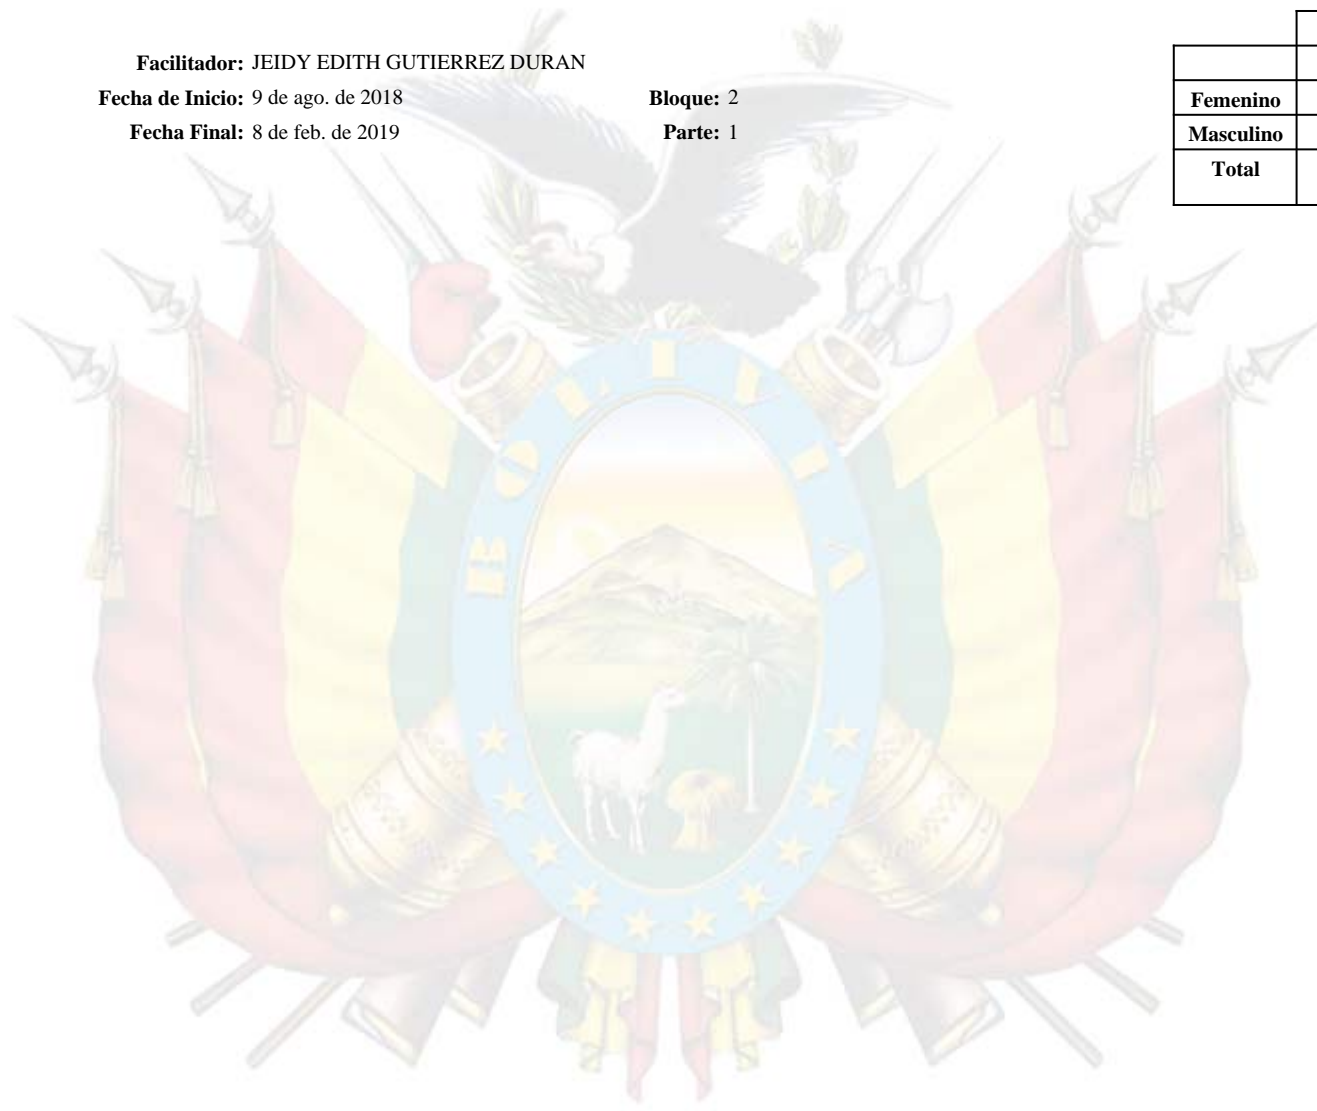 Facilitador: JEIDY EDITH GUTIERREZ DURAN
Fecha de Inicio: 9 de ago. de 2018 Bloque: 2
Fecha Final: 8 de feb. de 2019 Parte: 1
Femenino
Masculino
Total
BOLIVIA